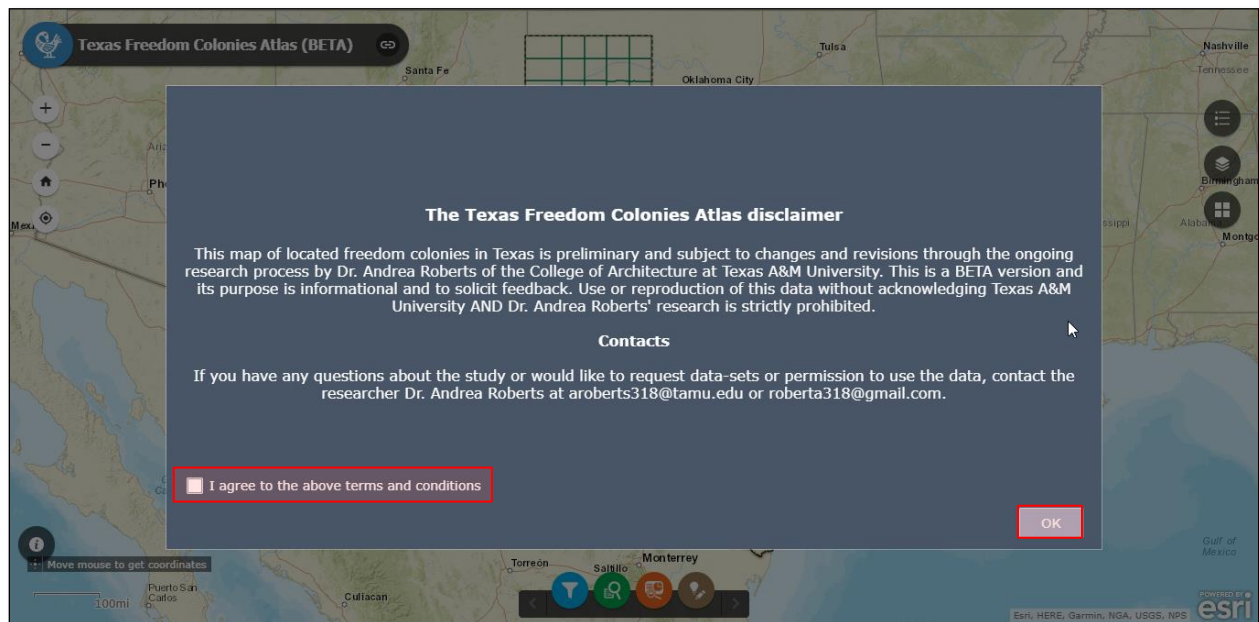 Texas Freedom Colonies Atlas (BETA)
Santa Fe
Oklahoma City
Tulsa
Nashville
Tennessee
Birmingham
Montgo
Mexi
The Texas Freedom Colonies Atlas disclaimer
This map of located freedom colonies in Texas is preliminary and subject to changes and revisions through the ongoing
research process by Dr. Andrea Roberts of the College of Architecture at Texas A&M University. This is a BETA version and
its purpose is informational and to solicit feedback. Use or reproduction of this data without acknowledging Texas A&M
University AND Dr. Andrea Roberts' research is strictly prohibited.
Contacts
If you have any questions about the study or would like to request data-sets or permission to use the data, contact the
researcher Dr. Andrea Roberts at aroberts318@tamu.edu or roberta318@gmail.com.
I agree to the above terms and conditions
OK
Gulf of
Mexico
Move mouse to get coordinates
Torreón
Saltillo
Monterrey
Puerto San
Carlos
100mi
Culiacan
Esri, HERE, Garmin, NGA, USGS, NPS
POWERED BY
esri